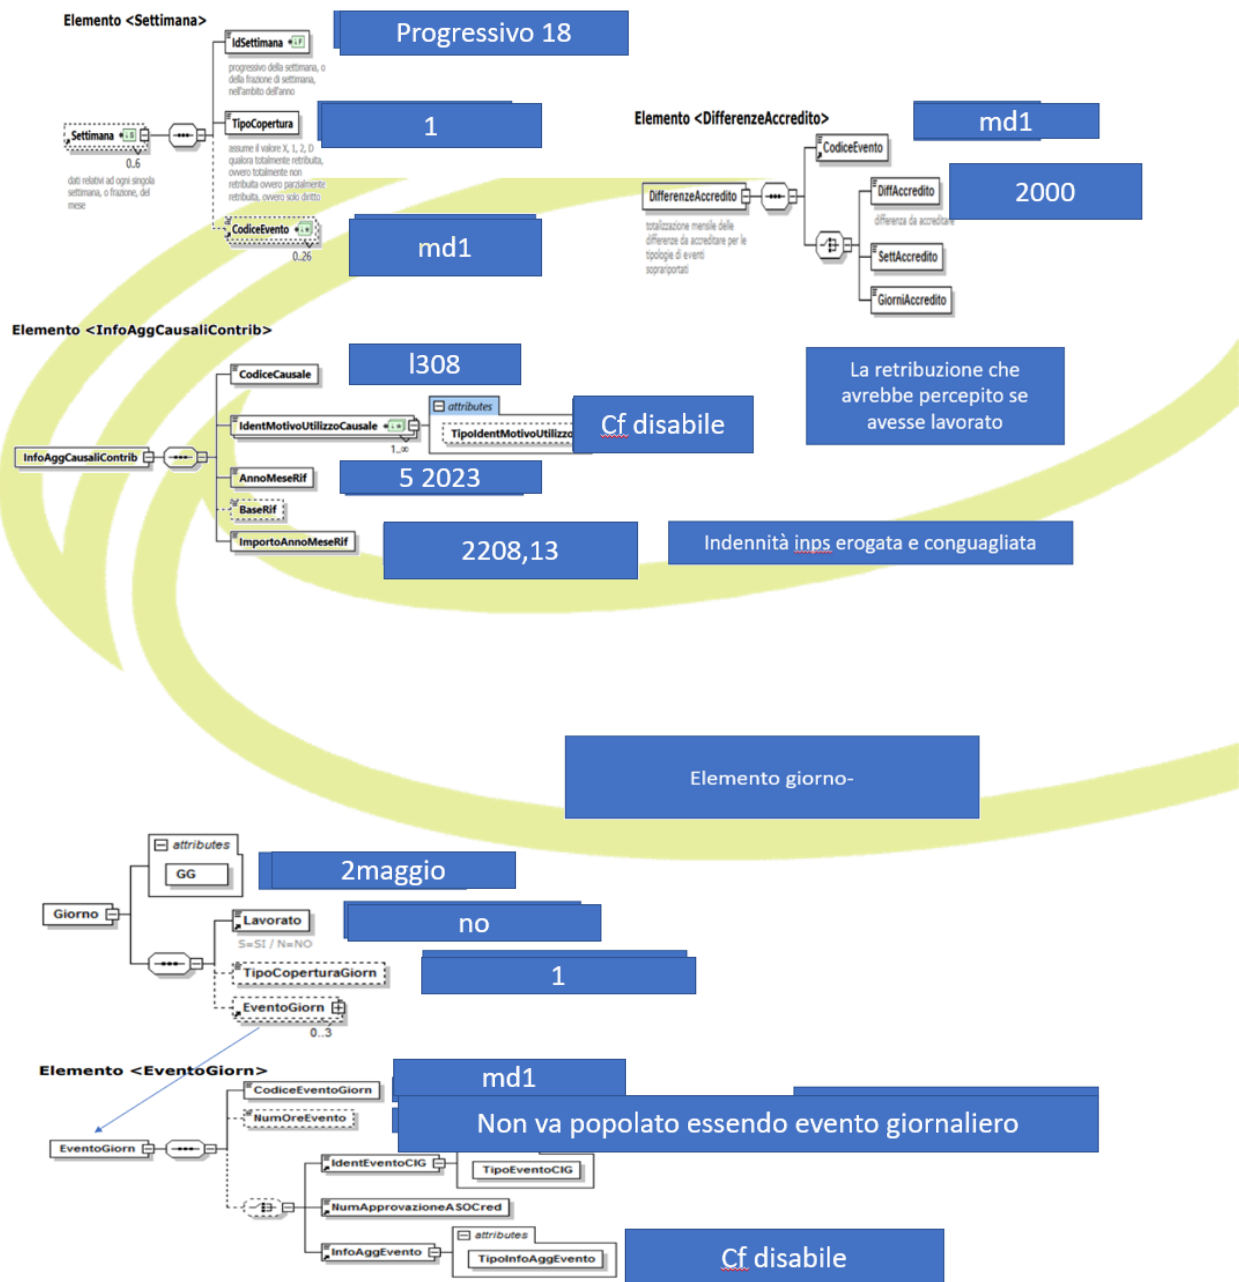 Elemento <Settimana>
Progressivo 18
IdSettimana
progressivo della settimana, o
della frazione di settimana,
nell'ambito dell'anno
TipoCopertura
1
assume il valore X, 1, 2, D
qualora totalmente retribuita,
ovvero totalmente non
retribuita ovvero parzialmente
retribuita, ovvero solo diritto
Settimana
0..6
dati relativi ad ogni singola
settimana, o frazione, del
mese
CodiceEvento
0..26
md1
Elemento <DifferenzeAccredito>
md1
CodiceEvento
DifferenzeAccredito
totalizzazione mensile delle
differenze da accreditare per le
tipologie di eventi
soprariportati
DiffAccredito
2000
differenza da accreditare
SettAccredito
GiorniAccredito
Elemento <InfoAggCausaliContrib>
CodiceCausale
l308
La retribuzione che
avrebbe percepito se
avesse lavorato
IdentMotivoUtilizzoCausale
1..∞
attributes
TipoIdentMotivoUtilizzo
Cf disabile
InfoAggCausaliContrib
AnnoMeseRif
5 2023
BaseRif
ImportoAnnoMeseRif
2208,13
Indennità inps erogata e conguagliata
Elemento giorno-
attributes
GG
2maggio
Giorno
Lavorato
no
S=SI / N=NO
TipoCoperturaGiorn
1
EventoGiorn
0..3
Elemento <EventoGiorn>
md1
CodiceEventoGiorn
NumOreEvento
Non va popolato essendo evento giornaliero
EventoGiorn
IdentEventoCIG
TipoEventoCIG
NumApprovazioneASOCred
InfoAggEvento
attributes
TipoInfoAggEvento
Cf disabile